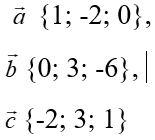 a⃗ {1; -2; 0},
b⃗ {0; 3; -6},
c⃗ {-2; 3; 1}